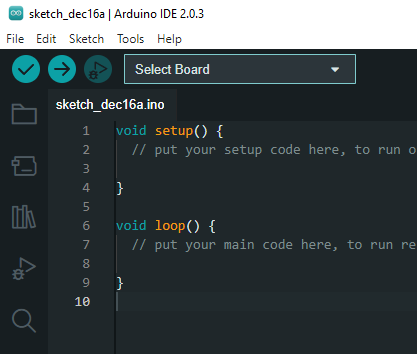 sketch_dec16a | Arduino IDE 2.0.3
File Edit Sketch Tools Help
Select Board
sketch_dec16a.ino
1 void setup() {
2 // put your setup code here, to run o
3
4 }
5
6 void loop() {
7 // put your main code here, to run re
8
9 }
10